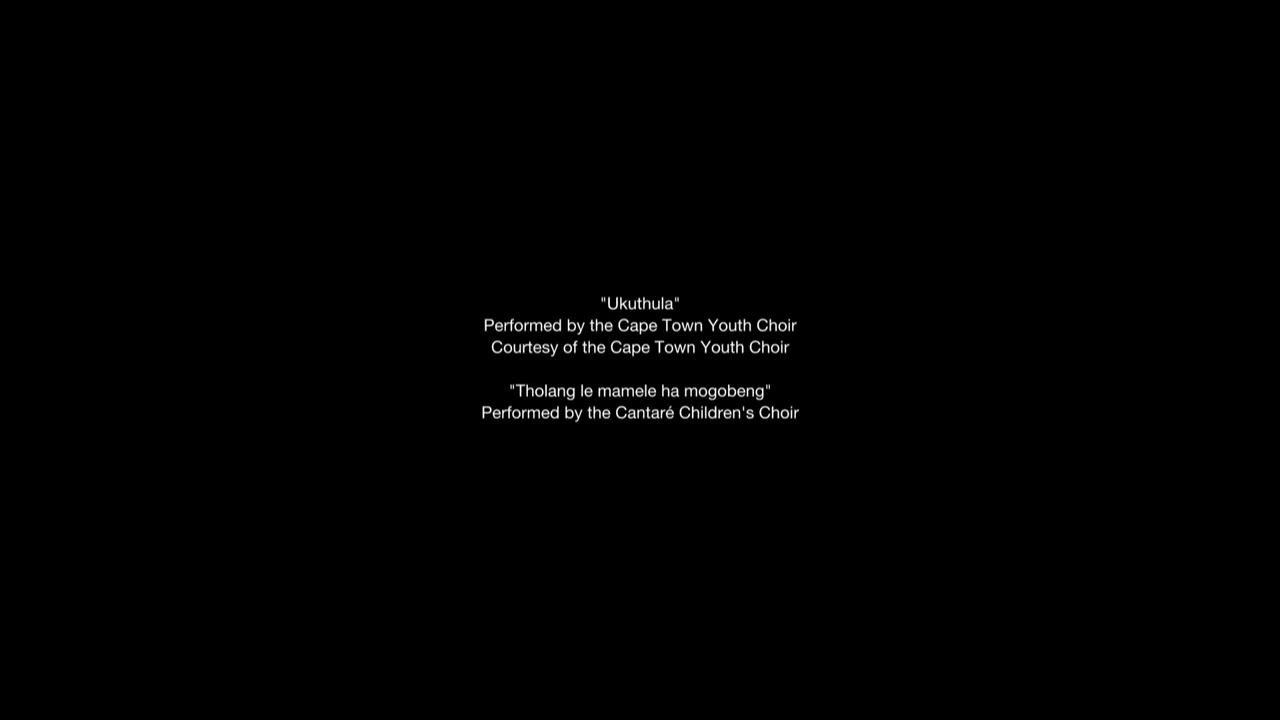 "Ukuthula"
Performed by the Cape Town Youth Choir
Courtesy of the Cape Town Youth Choir
"Tholang le mamele ha mogobeng"
Performed by the Cantaré Children's Choir